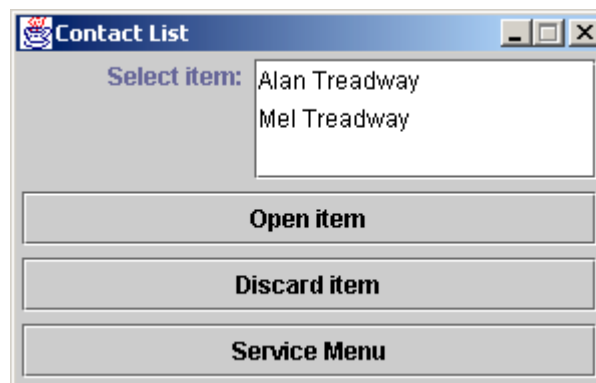 Contact List
Select item:
Alan Treadway
Mel Treadway
Open item
Discard item
Service Menu